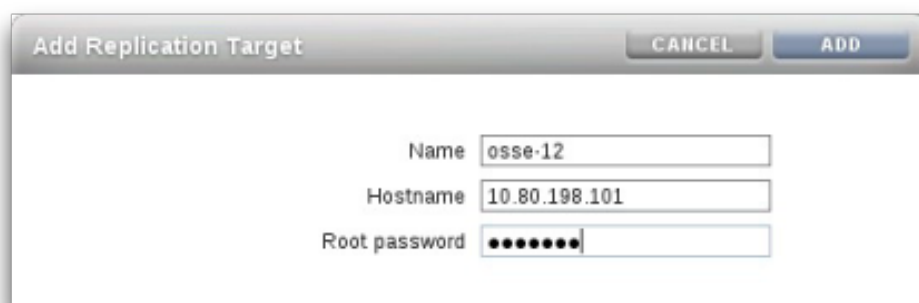 Add Replication Target CANCEL ADD
Name osse-12
Hostname 10.80.198.101
Root password ●●●●●●●